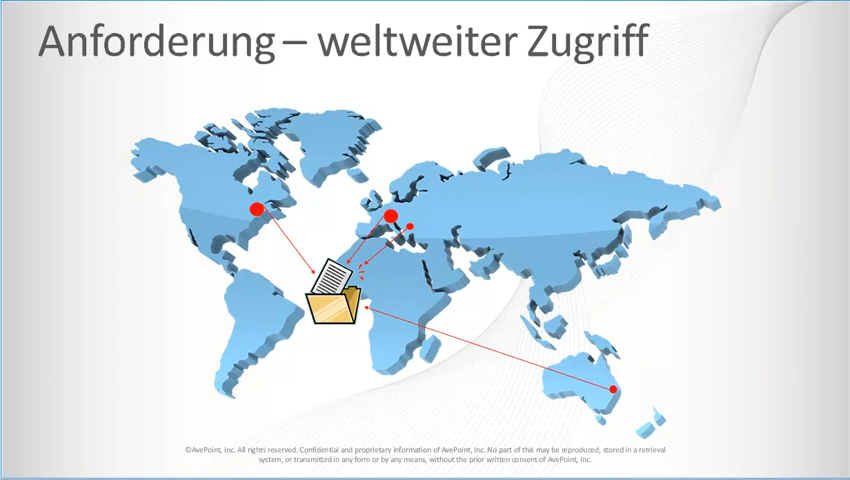 Anforderung – weltweiter Zugriff
©AvePoint, Inc. All rights reserved. Confidential and proprietary information of AvePoint, Inc. No part of this may be reproduced, stored in a retrieval
system, or transmitted in any form or by any means, without the prior written consent of AvePoint, Inc.